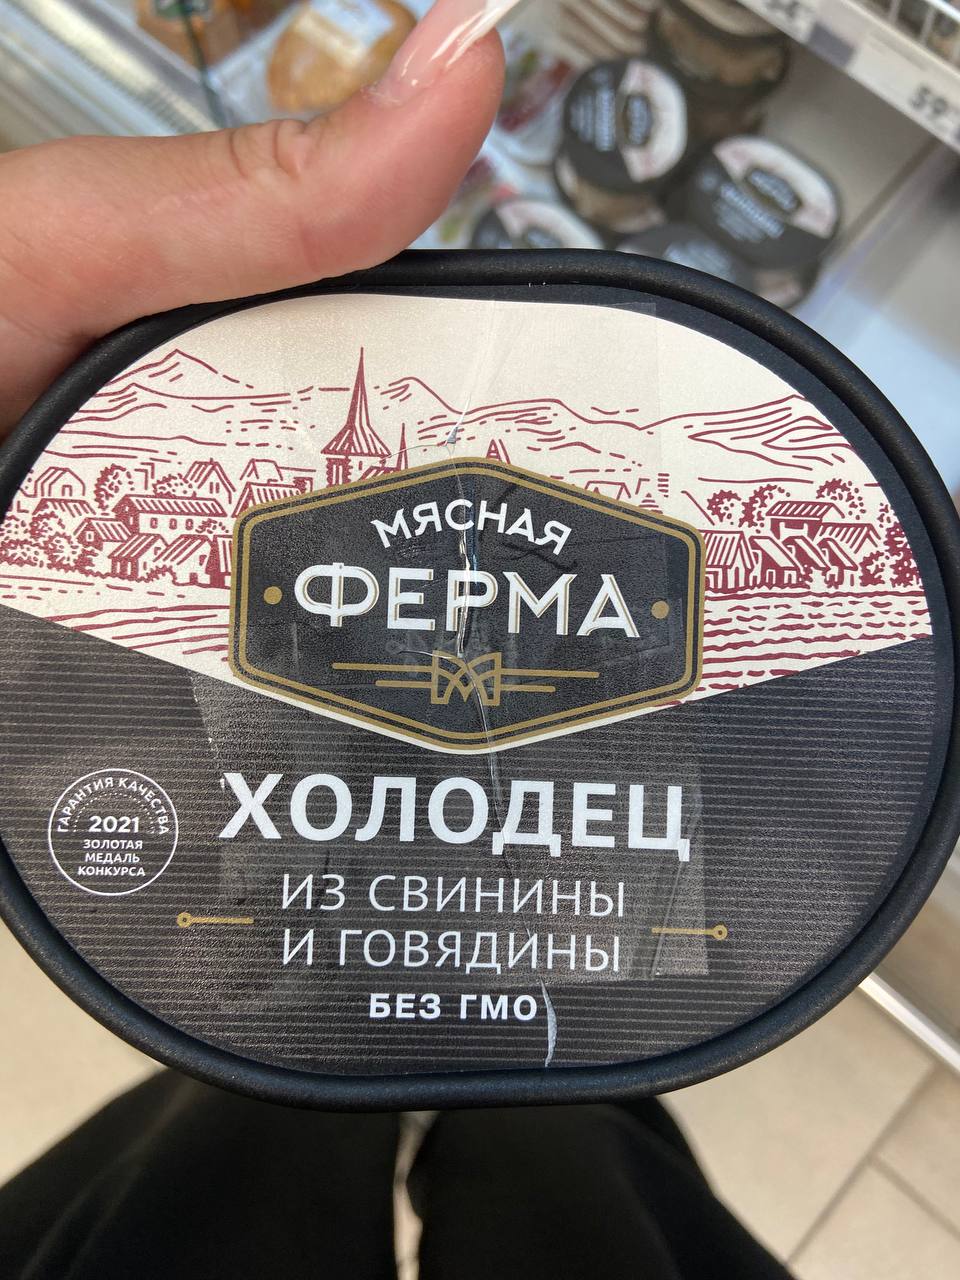 МЯСНАЯ
ФЕРМА
ХОЛОДЕЦ
ИЗ СВИНИНЫ
И ГОВЯДИНЫ
БЕЗ ГМО
ГАРАНТИЯ КАЧЕСТВА
2021
ЗОЛОТАЯ
МЕДАЛЬ
КОНКУРСА